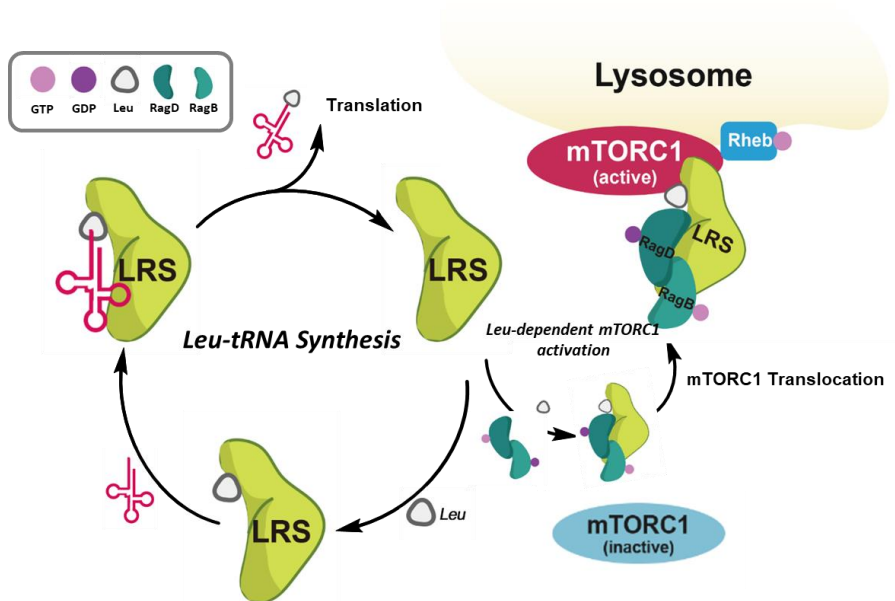 GTP GDP Leu RagD RagB
Translation
Lysosome
mTORC1
(active)
Rheb
LRS
RagD
RagB
LRS
LRS
Leu-tRNA Synthesis
Leu-dependent mTORC1
activation
mTORC1 Translocation
LRS
Leu
mTORC1
(inactive)